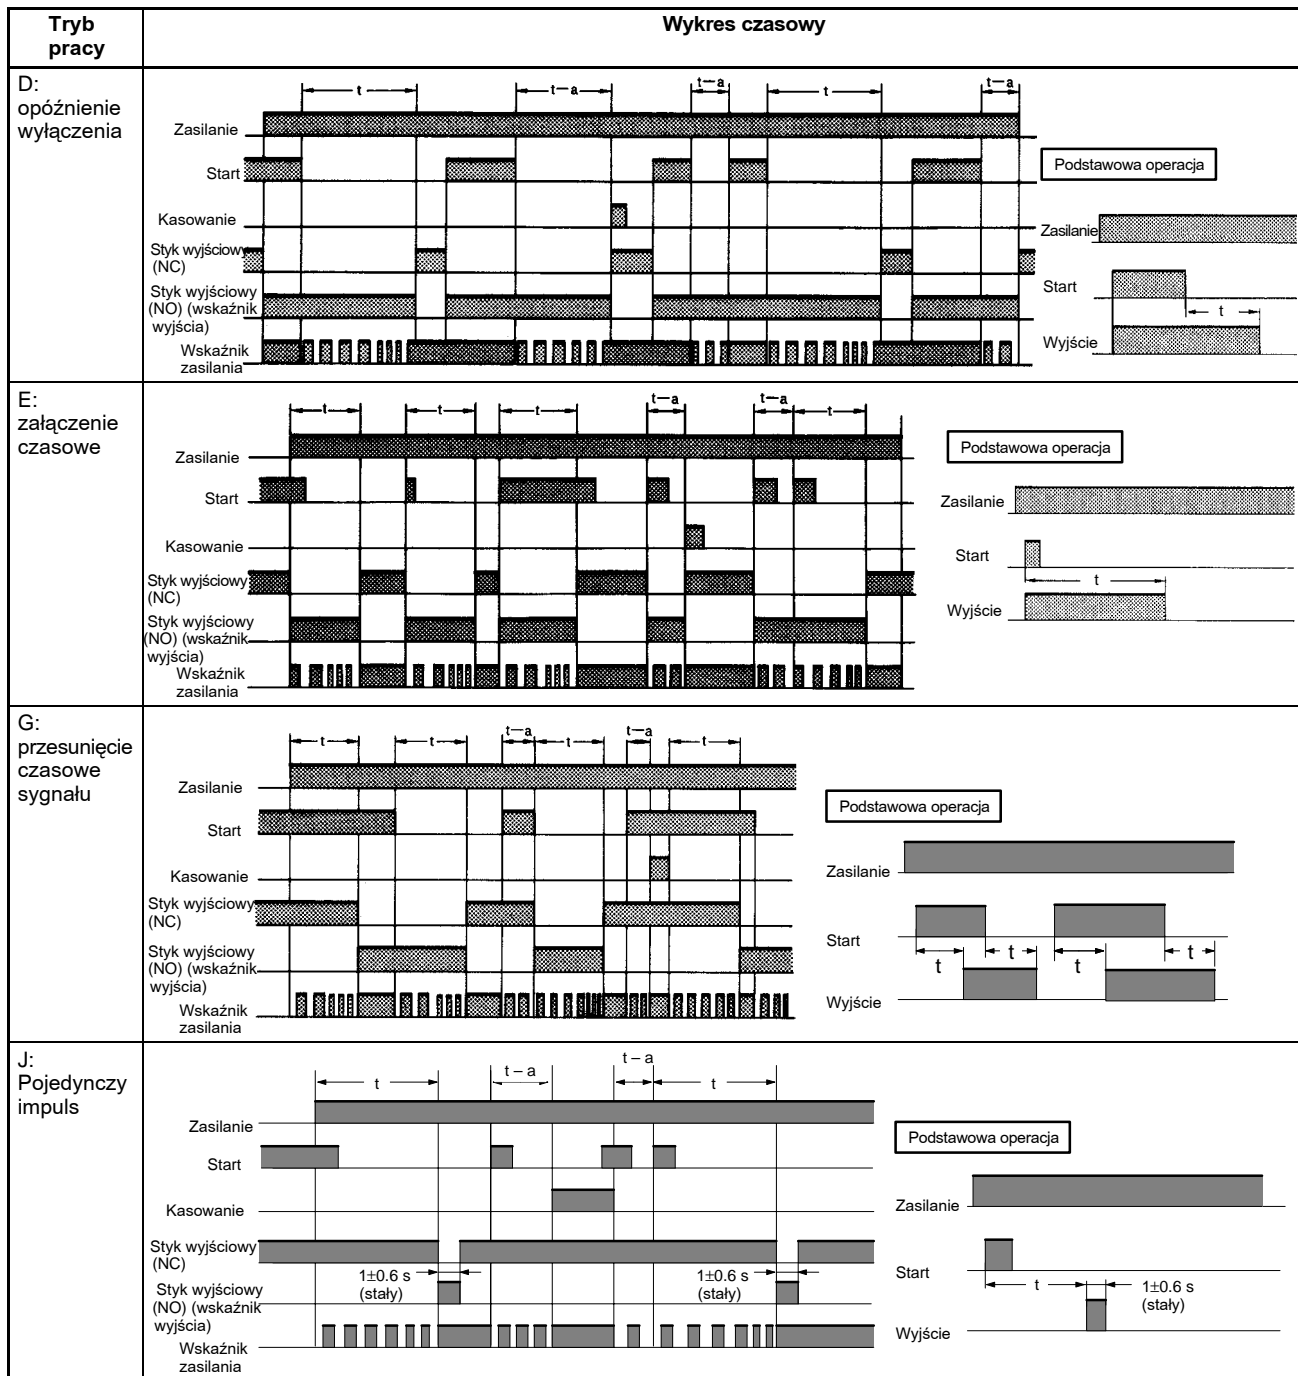 Tryb
pracy
Wykres czasowy
D:
opóźnienie
wyłączenia
t
t—a
t—a
t
t—a
Zasilanie
Start
Kasowanie
Styk wyjściowy
(NC)
Styk wyjściowy
(NO) (wskaźnik
wyjścia)
Wskaźnik
zasilania
Podstawowa operacja
Zasilanie
Start
t
Wyjście
E:
załączenie
czasowe
t
t
t
t—a
t—a
t
Zasilanie
Start
Kasowanie
Styk wyjściowy
(NC)
Styk wyjściowy
(NO) (wskaźnik
wyjścia)
Wskaźnik
zasilania
Podstawowa operacja
Zasilanie
Start
t
Wyjście
G:
przesunięcie
czasowe
sygnału
t
t
t—a
t
t—a
t
Zasilanie
Start
Kasowanie
Styk wyjściowy
(NC)
Styk wyjściowy
(NO) (wskaźnik
wyjścia)
Wskaźnik
zasilania
Podstawowa operacja
Zasilanie
Start
t
t
t
t
Wyjście
J:
Pojedynczy
impuls
t
t – a
t – a
t
Zasilanie
Start
Kasowanie
Styk wyjściowy
(NC)
1±0.6 s
(stały)
1±0.6 s
(stały)
Styk wyjściowy
(NO) (wskaźnik
wyjścia)
Wskaźnik
zasilania
Podstawowa operacja
Zasilanie
Start
t
1±0.6 s
(stały)
Wyjście